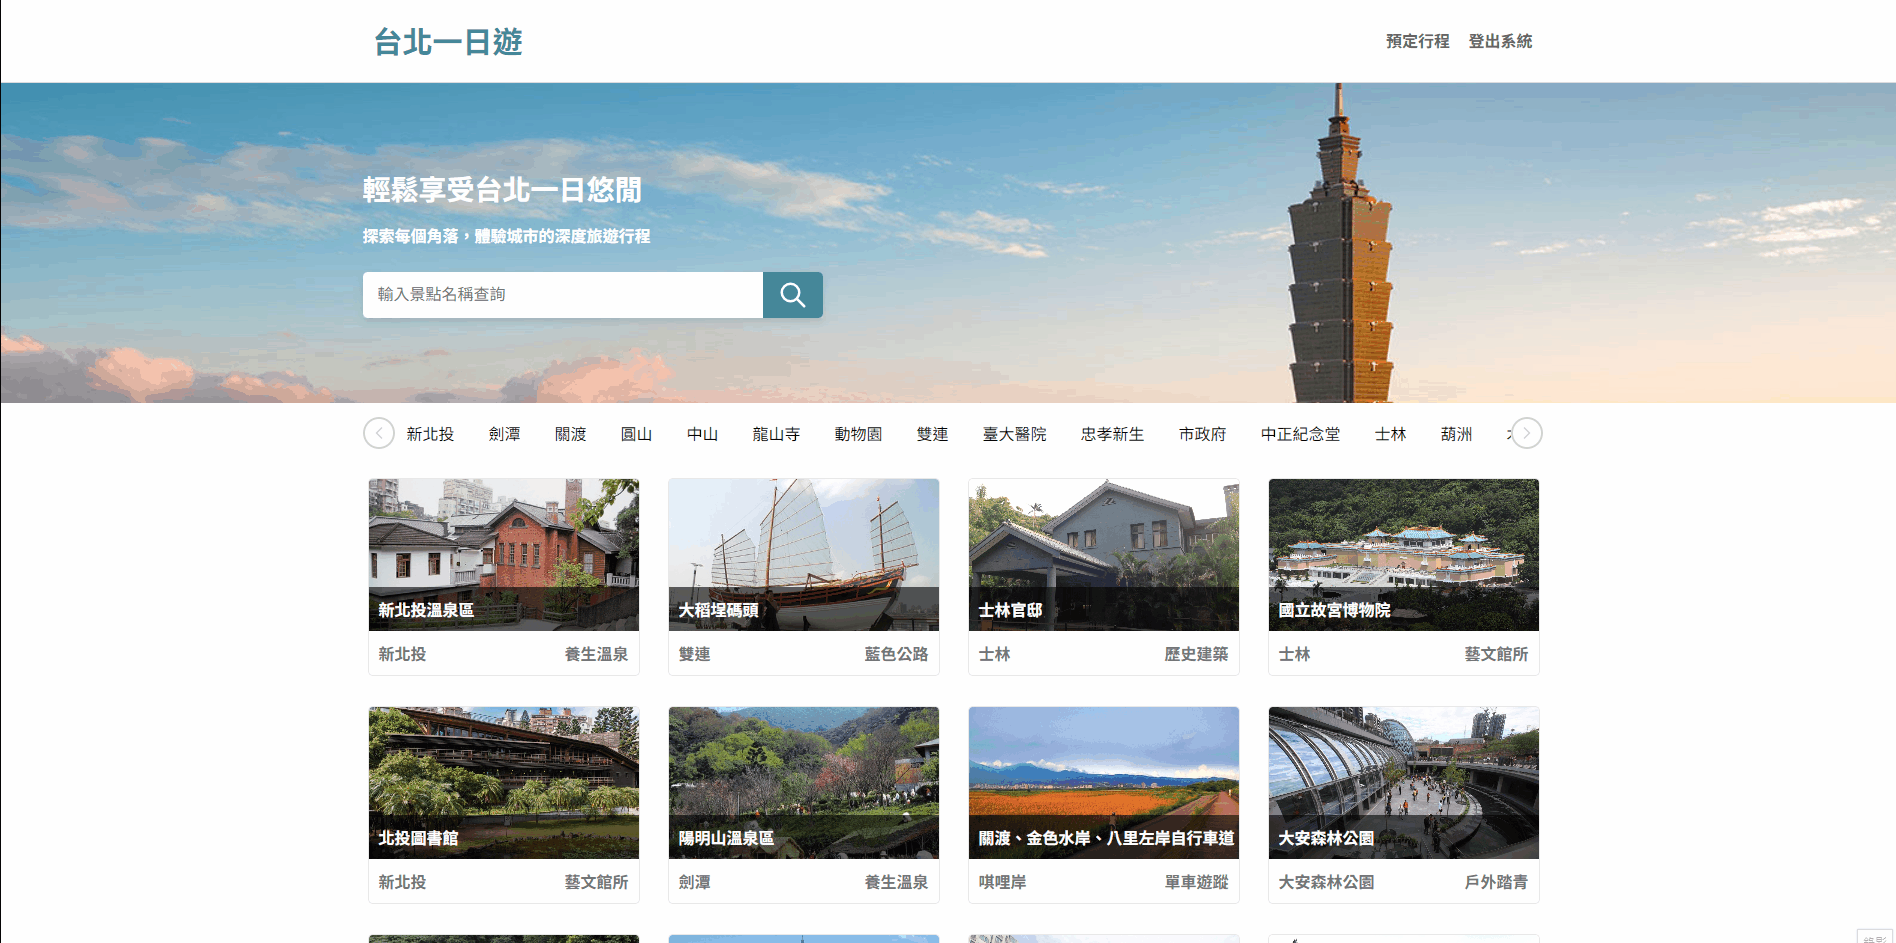 台北一日遊
預定行程 登出系統
輕鬆享受台北一日悠閒
探索每個角落，體驗城市的深度旅遊行程
輸入景點名稱查詢
新北投 劍潭 關渡 圓山 中山 龍山寺 動物園 雙連 臺大醫院 忠孝新生 市政府 中正紀念堂 士林 葫洲
新北投溫泉區 大稻埕碼頭 士林官邸 國立故宮博物院
新北投 養生溫泉 雙連 藍色公路 士林 歷史建築 士林 藝文館所
北投圖書館 陽明山溫泉區 關渡、金色水岸、八里左岸自行車道 大安森林公園
新北投 藝文館所 劍潭 養生溫泉 唭哩岸 單車遊蹤 大安森林公園 戶外踏青